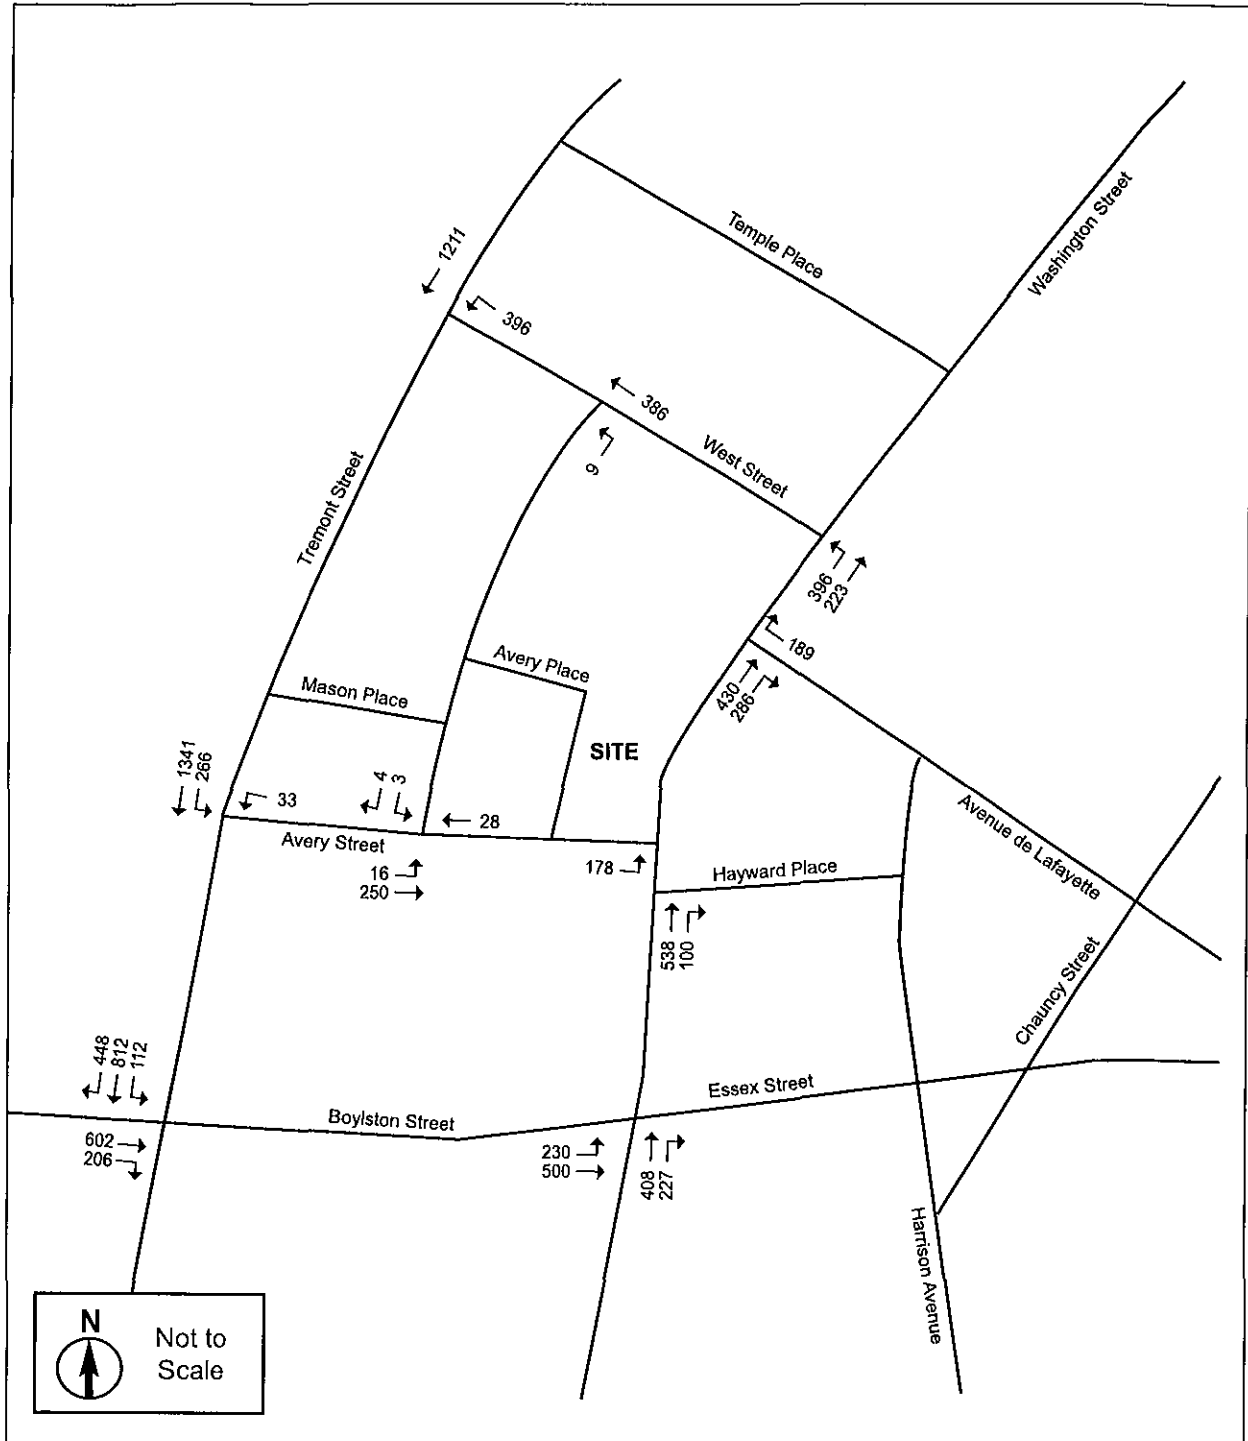 Temple Place
Washington Street
1211
396
386
West Street
9
Tremont Street
396
223
189
Avery Place
430
286
Mason Place
SITE
1341
266
4
3
33
28
Avery Street
16
250
178
Hayward Place
Avenue de Lafayette
538
100
Chauncy Street
448
812
112
Essex Street
Boylston Street
602
206
230
500
408
227
Harrison Avenue
N
Not to
Scale